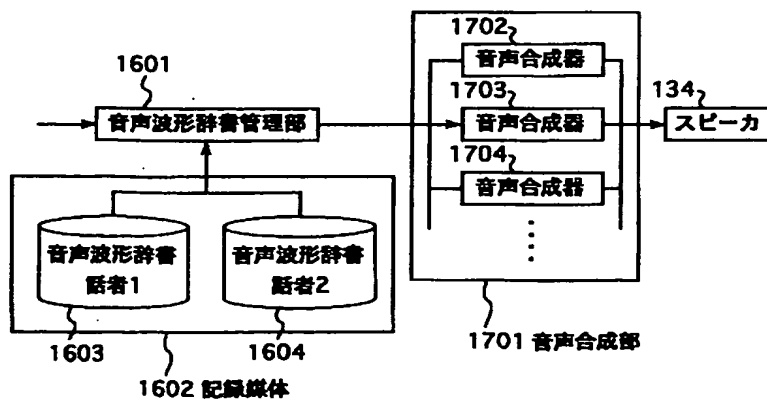 1702
音声合成器
1601
1703
134
音声波形辞書管理部
音声合成器
スピーカ
1704
音声合成器
音声波形辞書
話者1
音声波形辞書
話者2
1603
1604
1701 音声合成部
1602 記録媒体